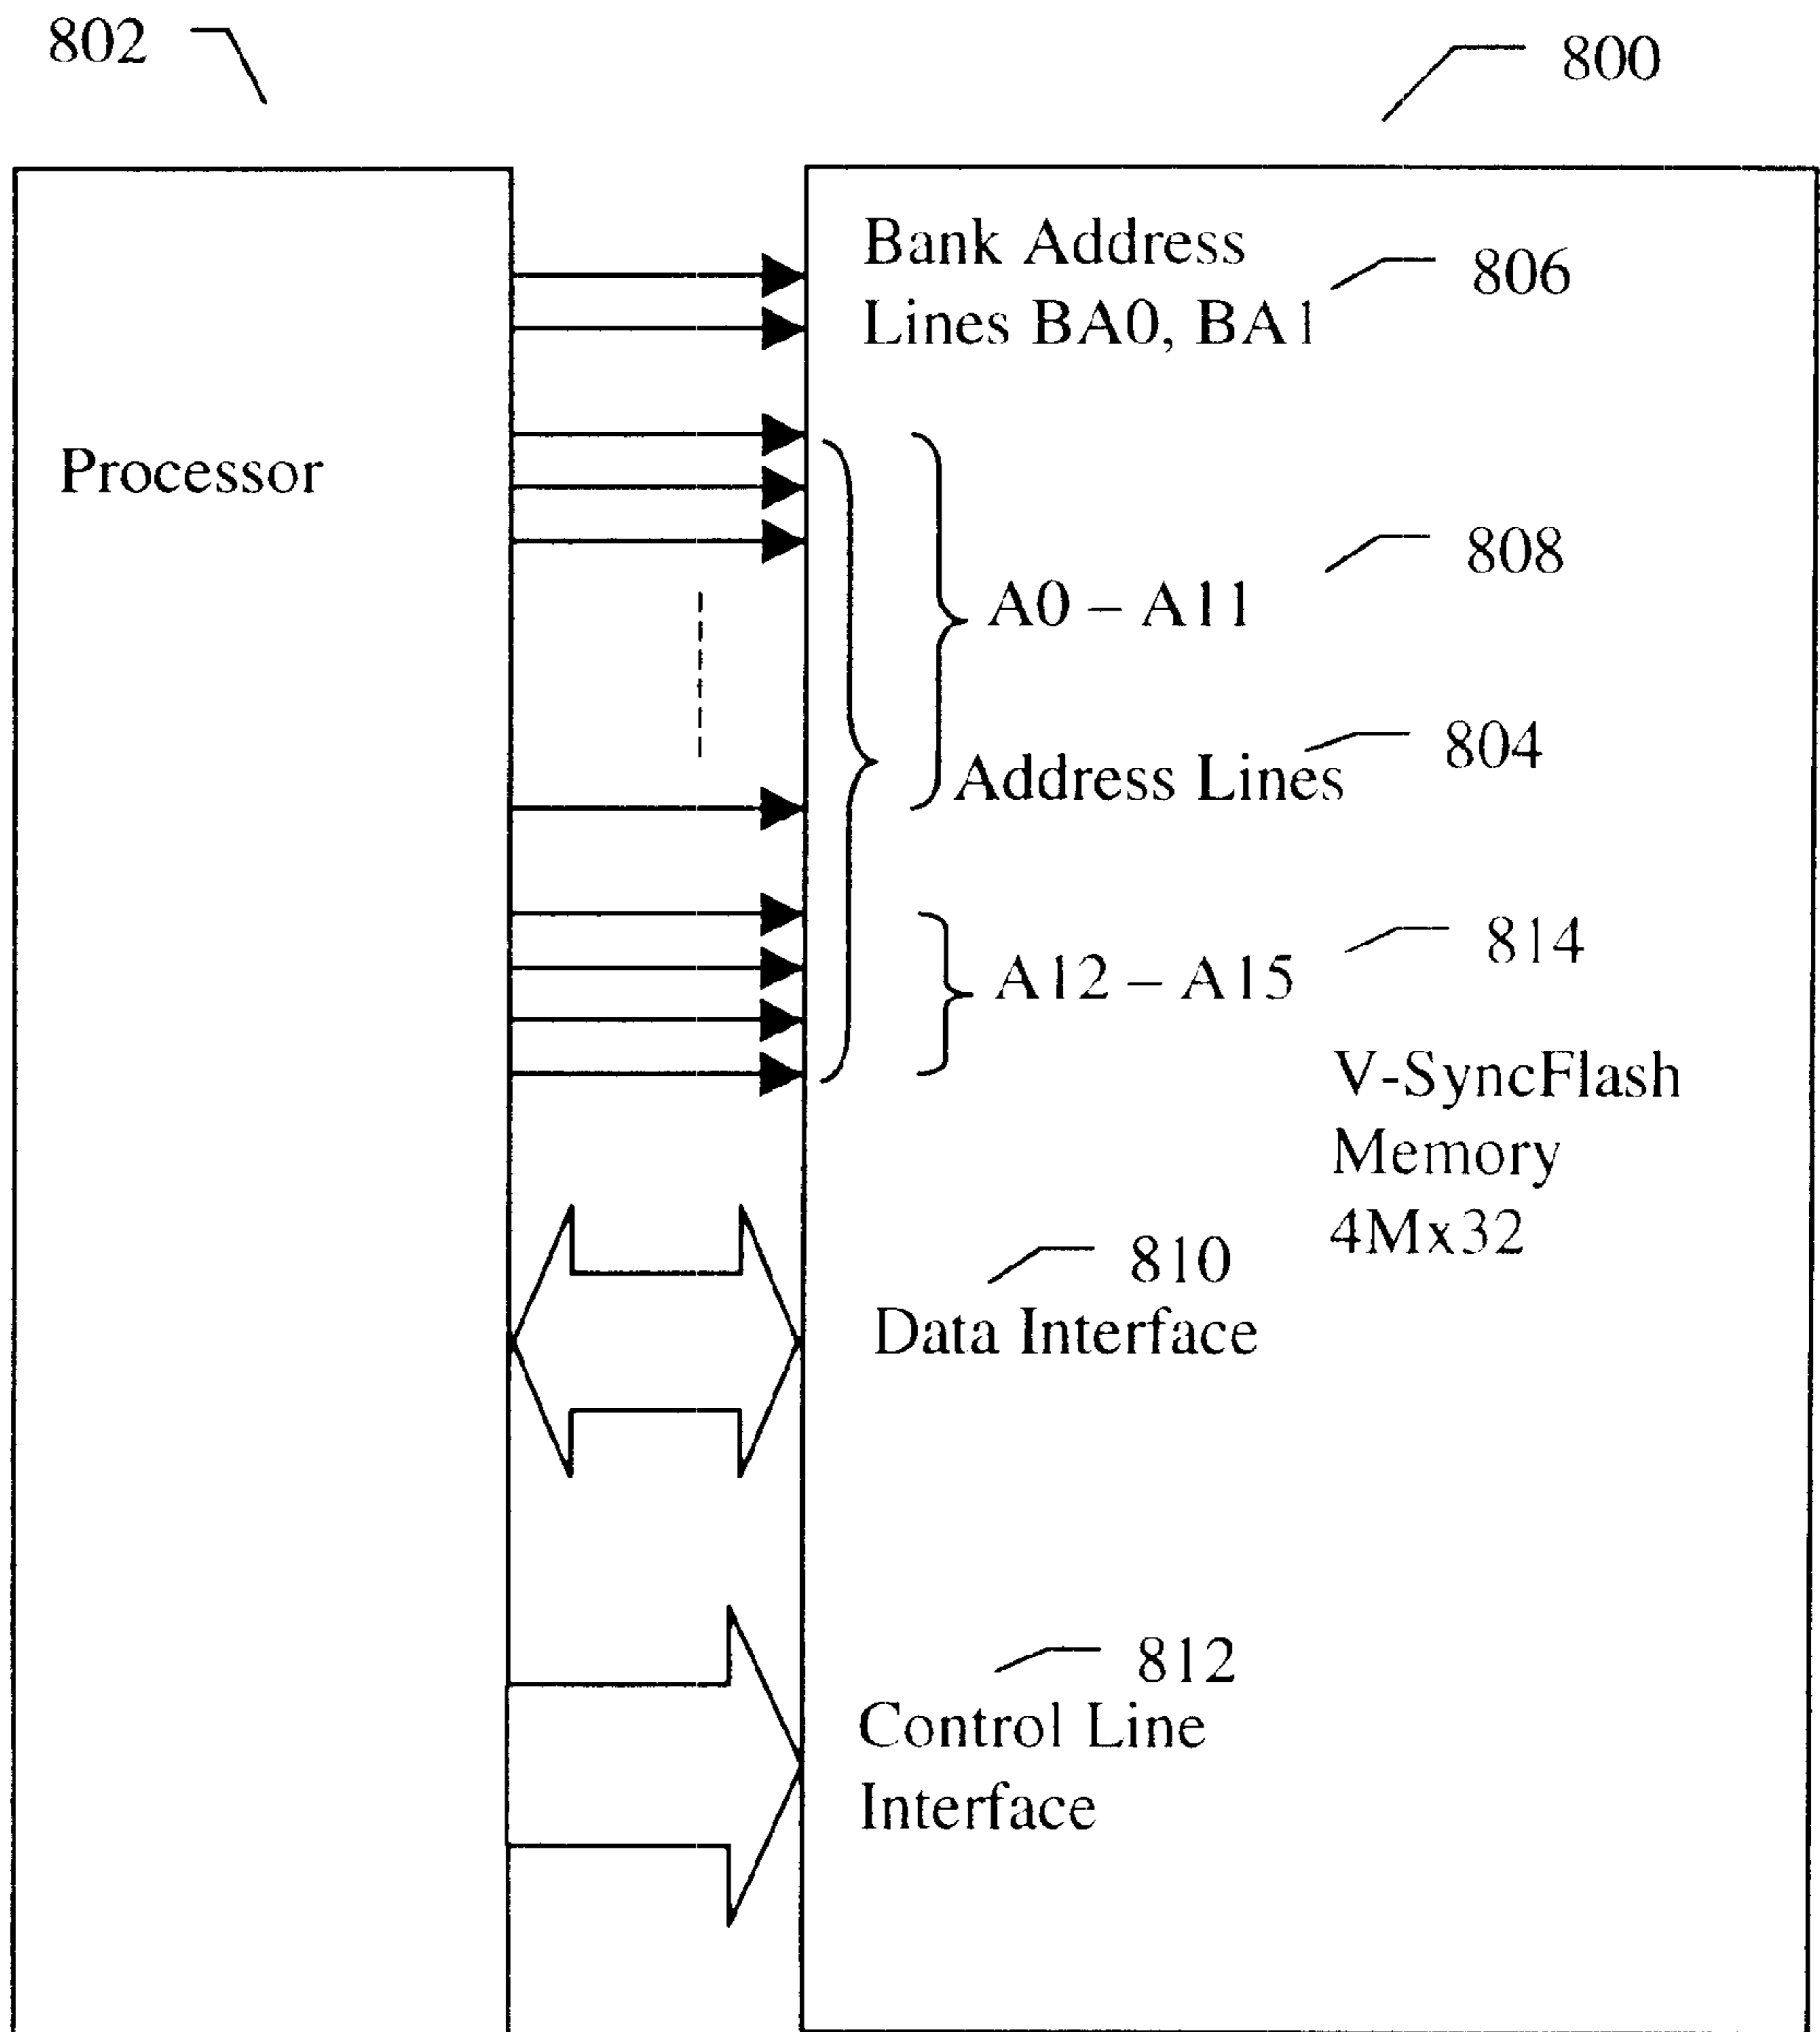 802
800
Bank Address
Lines BA0, BA1
806
Processor
808
A0 – A11
804
Address Lines
814
A12 – A15
V-SyncFlash
Memory
4Mx32
810
Data Interface
812
Control Line
Interface